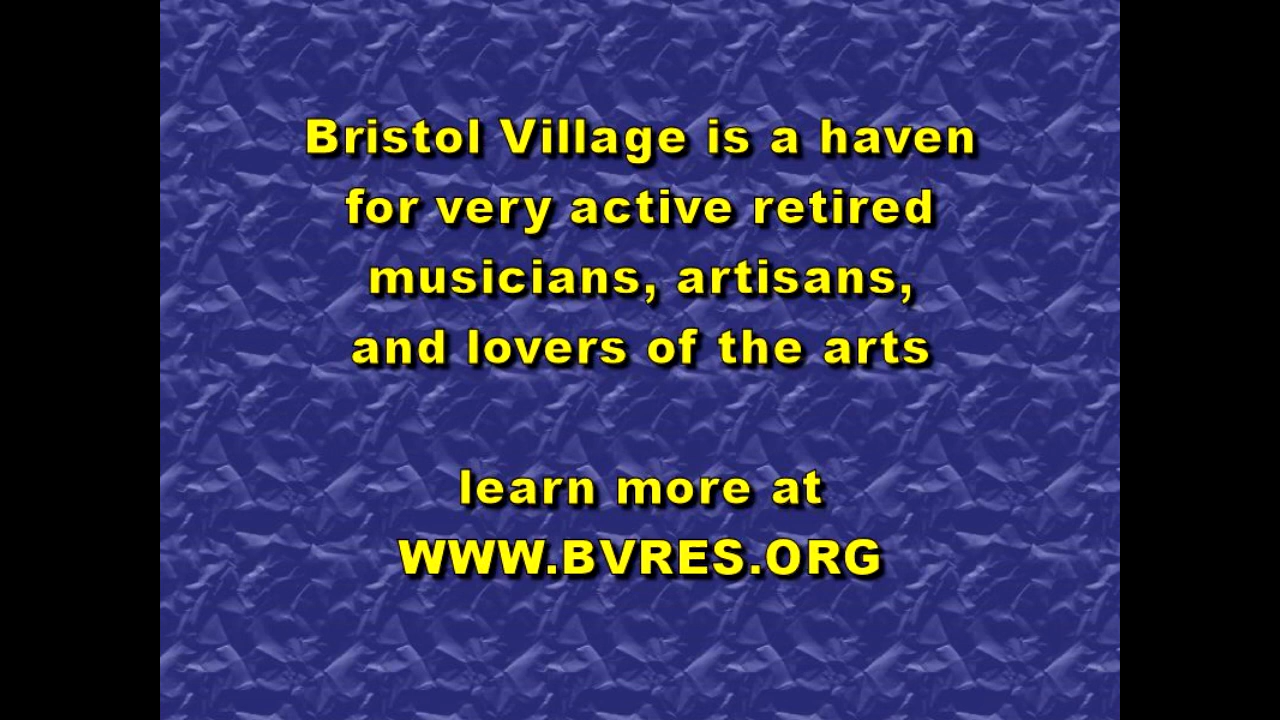 Bristol Village is a haven
for very active retired
musicians, artisans,
and lovers of the arts
learn more at
WWW.BVRES.ORG